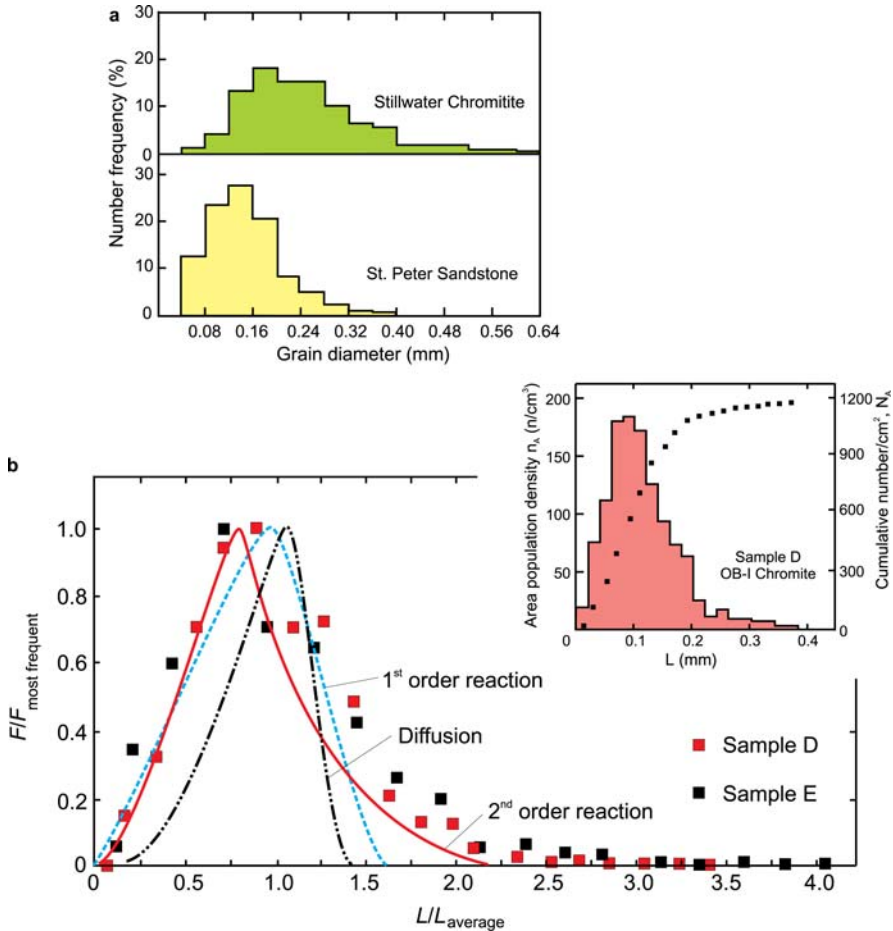 a
30
20
10
0
Number frequency (%)
Stillwater Chromitite
30
20
10
0
St. Peter Sandstone
0.08 0.16 0.24 0.32 0.40 0.48 0.56 0.64
Grain diameter (mm)
b
1.0
0.8
0.6
0.4
0.2
0
F/F most frequent
0 0.5 1.0 1.5 2.0 2.5 3.0 3.5 4.0
L/L average
1st order reaction
Diffusion
2nd order reaction
Sample D
Sample E
200
150
100
50
Area population density nA (n/cm3)
1200
900
600
1300
0
Cumulative number/cm2, NA
Sample D
OB-I Chromite
0 0.1 0.2 0.3 0.4
L (mm)